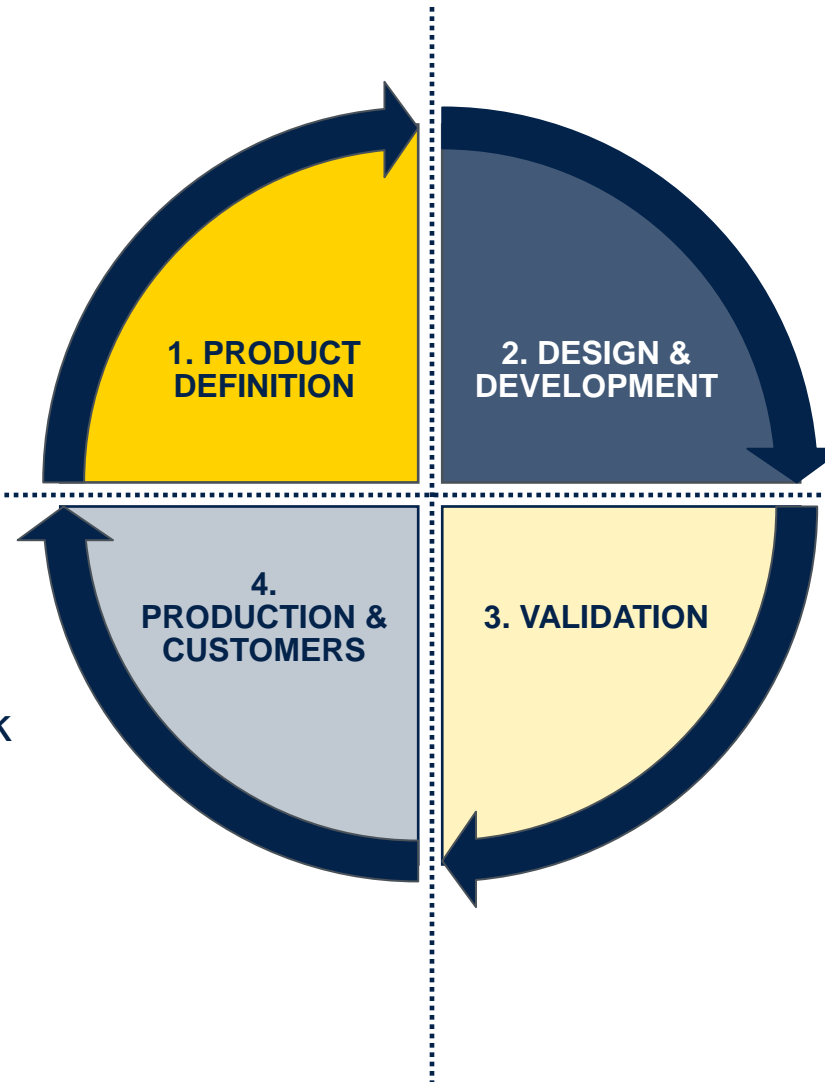 1. PRODUCT
DEFINITION
2. DESIGN &
DEVELOPMENT
4.
PRODUCTION &
CUSTOMERS
3. VALIDATION